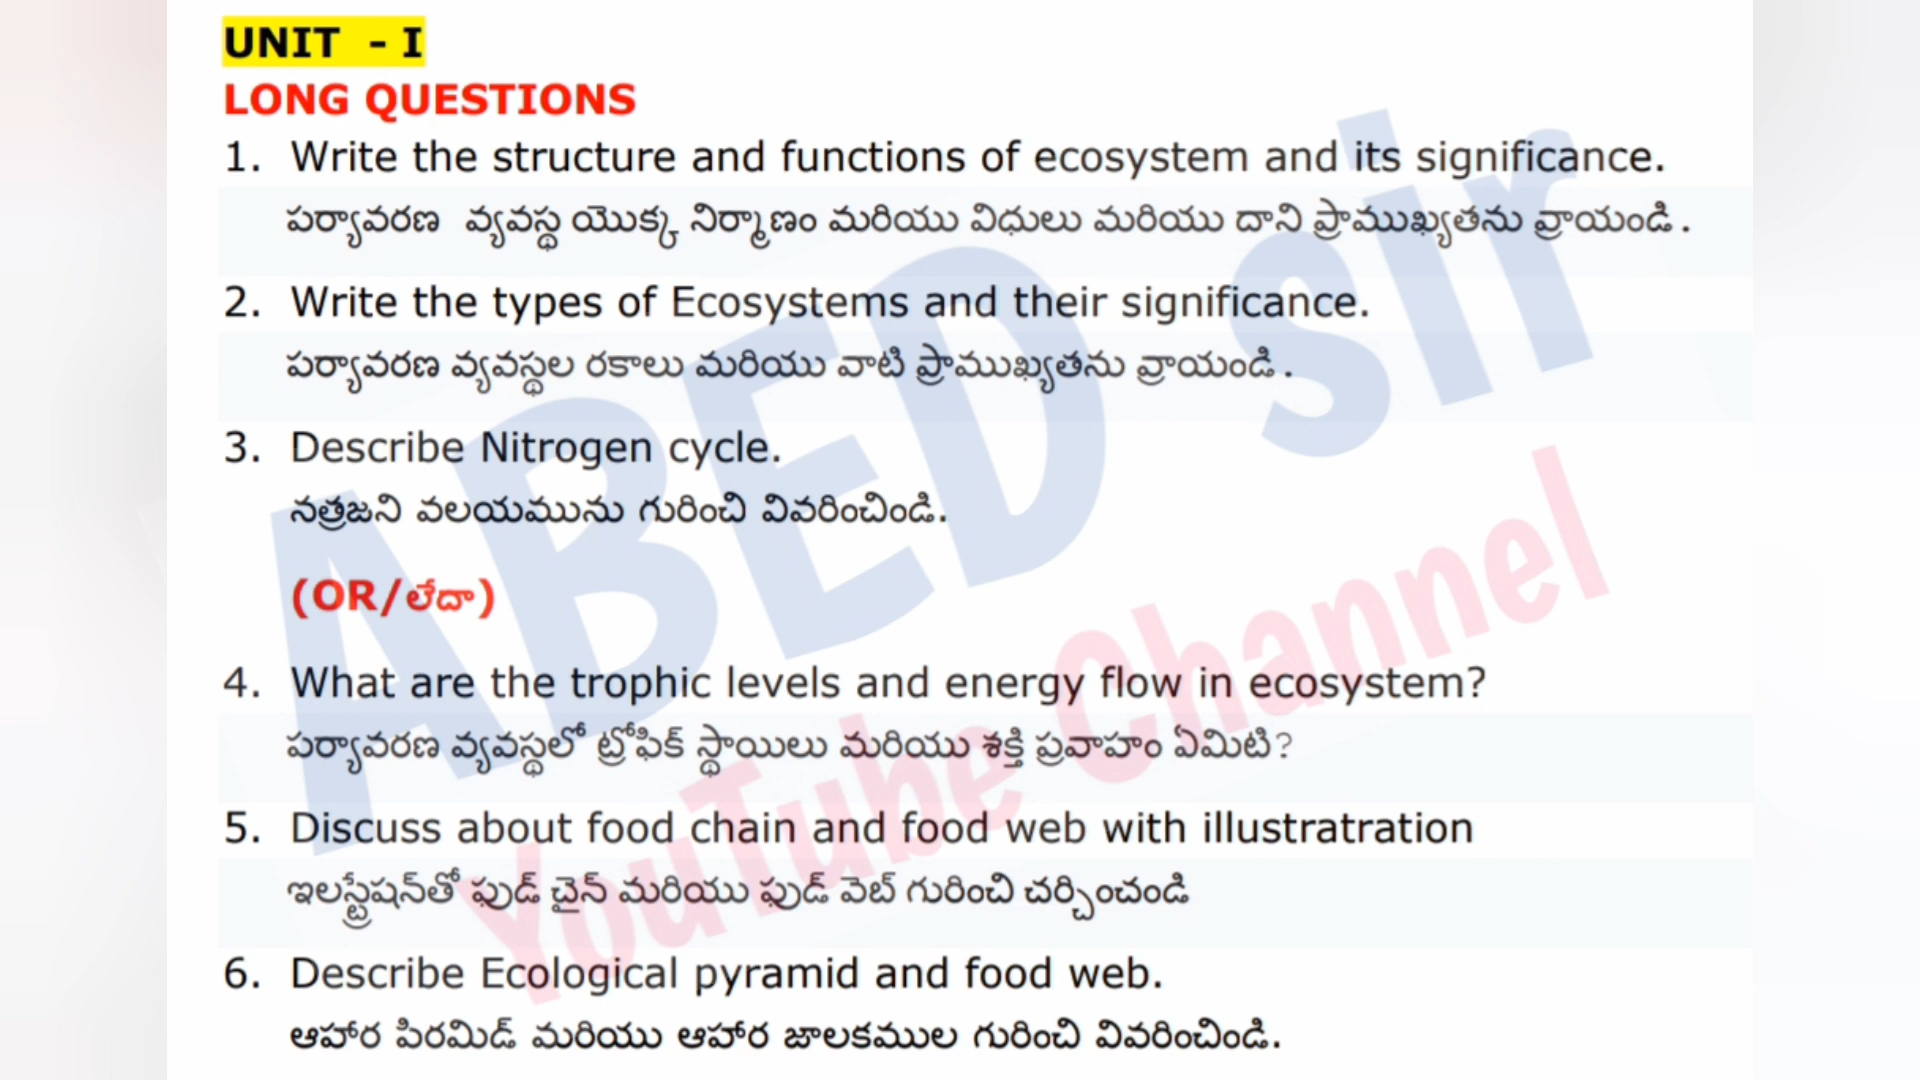 UNIT - I
LONG QUESTIONS
1. Write the structure and functions of ecosystem and its significance.
పర్యావరణ వ్యవస్థ యొక్క నిర్మాణం మరియు విధులు మరియు దాని ప్రాముఖ్యతను వ్రాయండి.
2. Write the types of Ecosystems and their significance.
పర్యావరణ వ్యవస్థల రకాలు మరియు వాటి ప్రాముఖ్యతను వ్రాయండి.
3. Describe Nitrogen cycle.
నత్రజని వలయమును గురించి వివరించిండి.
(OR/లేదా)
4. What are the trophic levels and energy flow in ecosystem?
పర్యావరణ వ్యవస్థలో ట్రోఫిక్ స్థాయిలు మరియు శక్తి ప్రవాహం ఏమిటి?
5. Discuss about food chain and food web with illustratration
ఇలస్ట్రేషన్‌తో ఫుడ్ చైన్ మరియు ఫుడ్ వెబ్ గురించి చర్చించండి
6. Describe Ecological pyramid and food web.
ఆహార పిరమిడ్ మరియు ఆహార జాలకముల గురించి వివరించిండి.
ABED sir
YouTube Channel